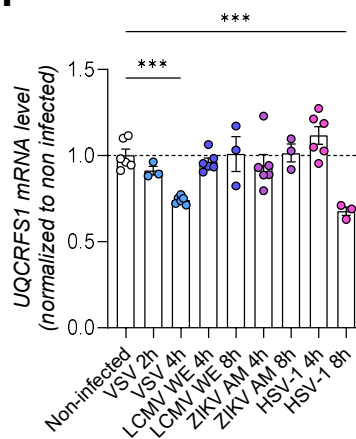 ***
***
UQCRFS1 mRNA level
(normalized to non infected)
1.5
1.0
0.5
0.0
Non-infected
VSV 2h
VSV 4h
LCMV WE 4h
LCMV WE 8h
ZIKV AM 4h
ZIKV AM 8h
HSV-1 4h
HSV-1 8h